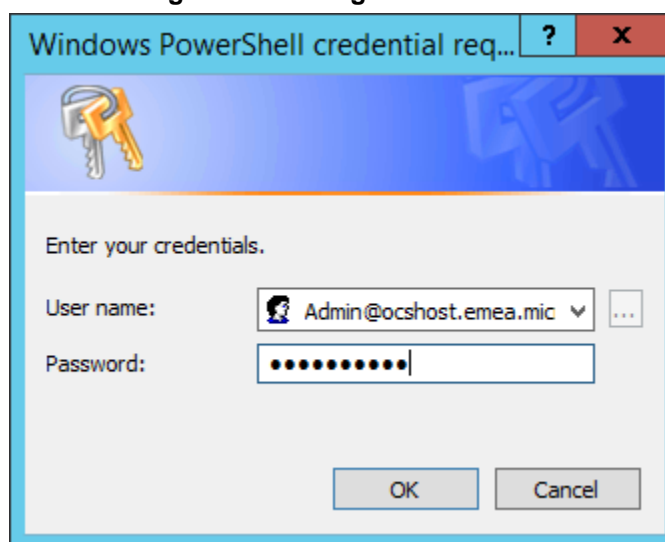 Windows PowerShell credential req... ? x
Enter your credentials.
User name: Admin@ocshost.emea.mic ...
Password: ●●●●●●●●●●
OK Cancel